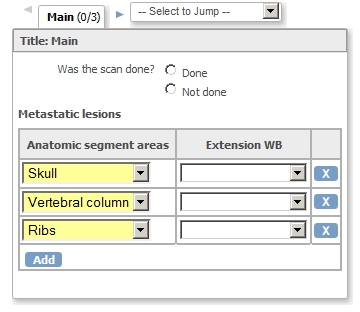 Main (0/3) -- Select to Jump --
Title: Main
Was the scan done? Done
Not done
Metastatic lesions
Anatomic segment areas Extension WB
Skull X
Vertebral column X
Ribs X
Add